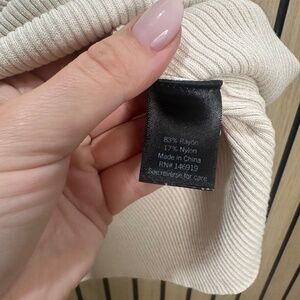 83% Rayon
17% Nylon
Made in China
RN# 146919
See reverse for care